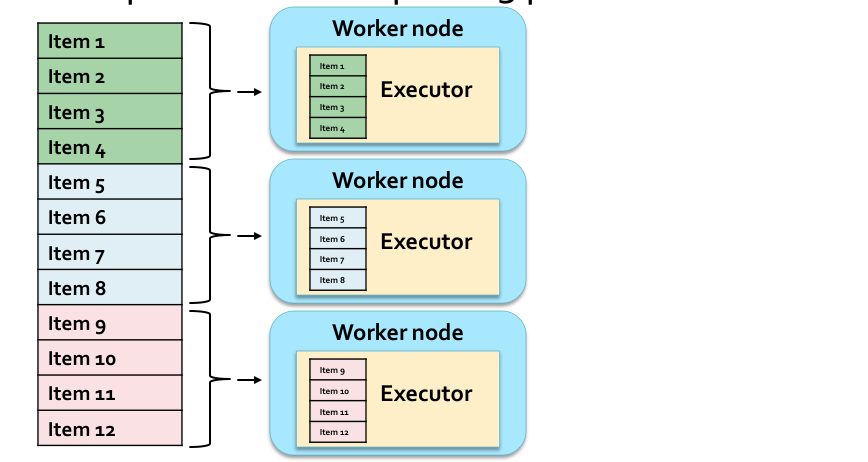 Item 1
Item 2
Item 3
Item 4
Item 5
Item 6
Item 7
Item 8
Item 9
Item 10
Item 11
Item 12
Worker node
Item 1
Item 2
Item 3
Item 4
Executor
Worker node
Item 5
Item 6
Item 7
Item 8
Executor
Worker node
Item 9
Item 10
Item 11
Item 12
Executor